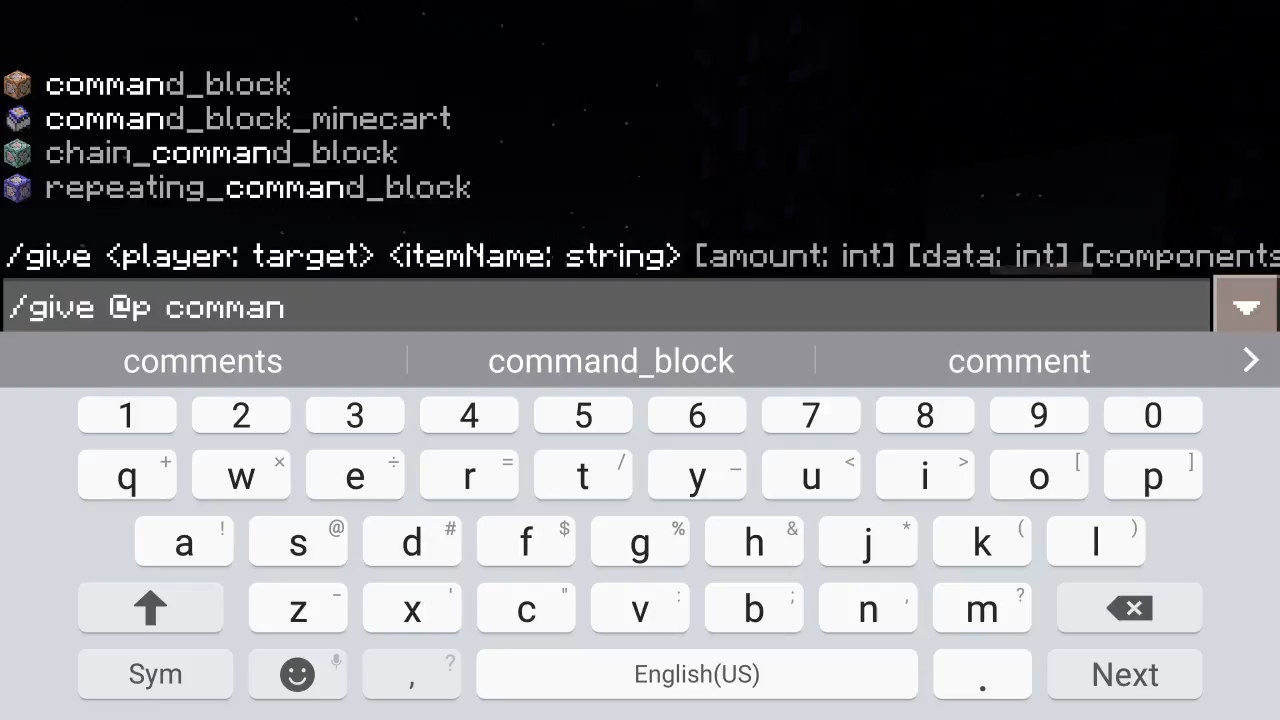 command_block
command_block_minecart
chain_command_block
repeating_command_block
/give <player: target> <itemName: string> [amount: int] [data: int] [components
/give @p comman
comments command_block comment >
1 2 3 4 5 6 7 8 9 0
q + w × e ÷ r = t / y _ u < i > o [ p ]
a ! s @ d # f $ g % h & j * k ( l )
z - x ' c " v : b ; n , m ?
Sym , ? English(US) . Next